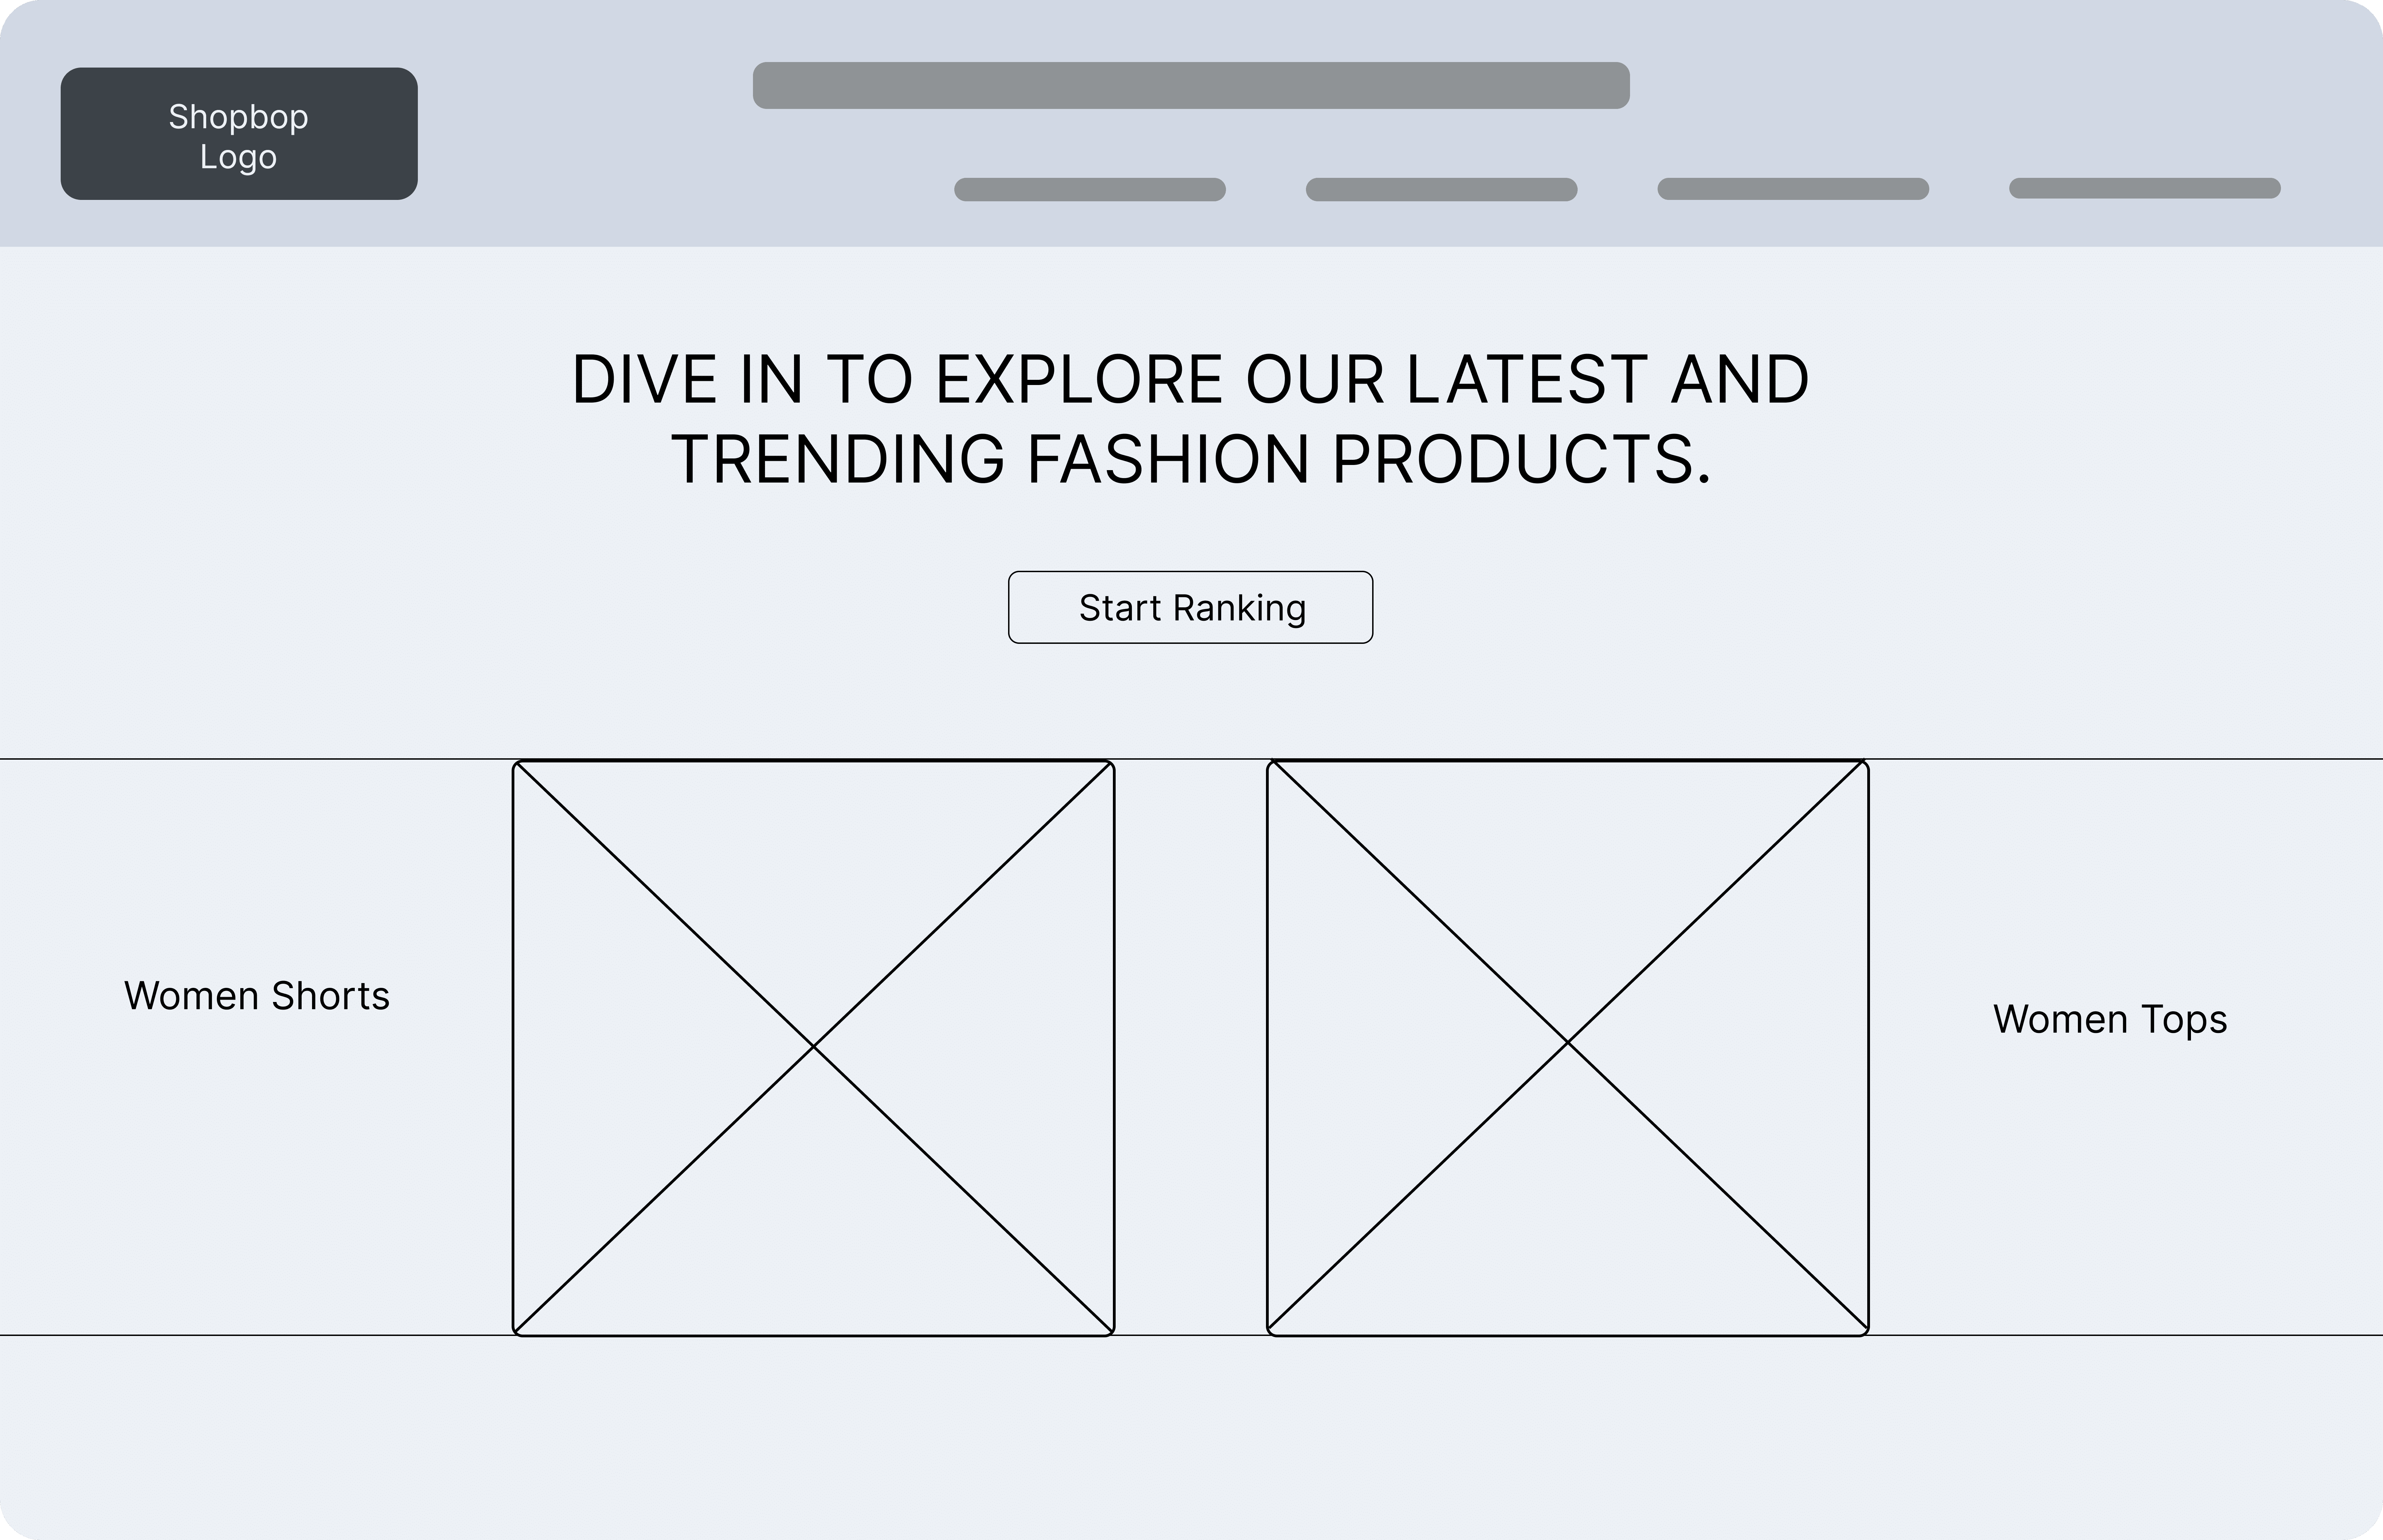 Shopbop
Logo
DIVE IN TO EXPLORE OUR LATEST AND
TRENDING FASHION PRODUCTS.
Start Ranking
Women Shorts
Women Tops